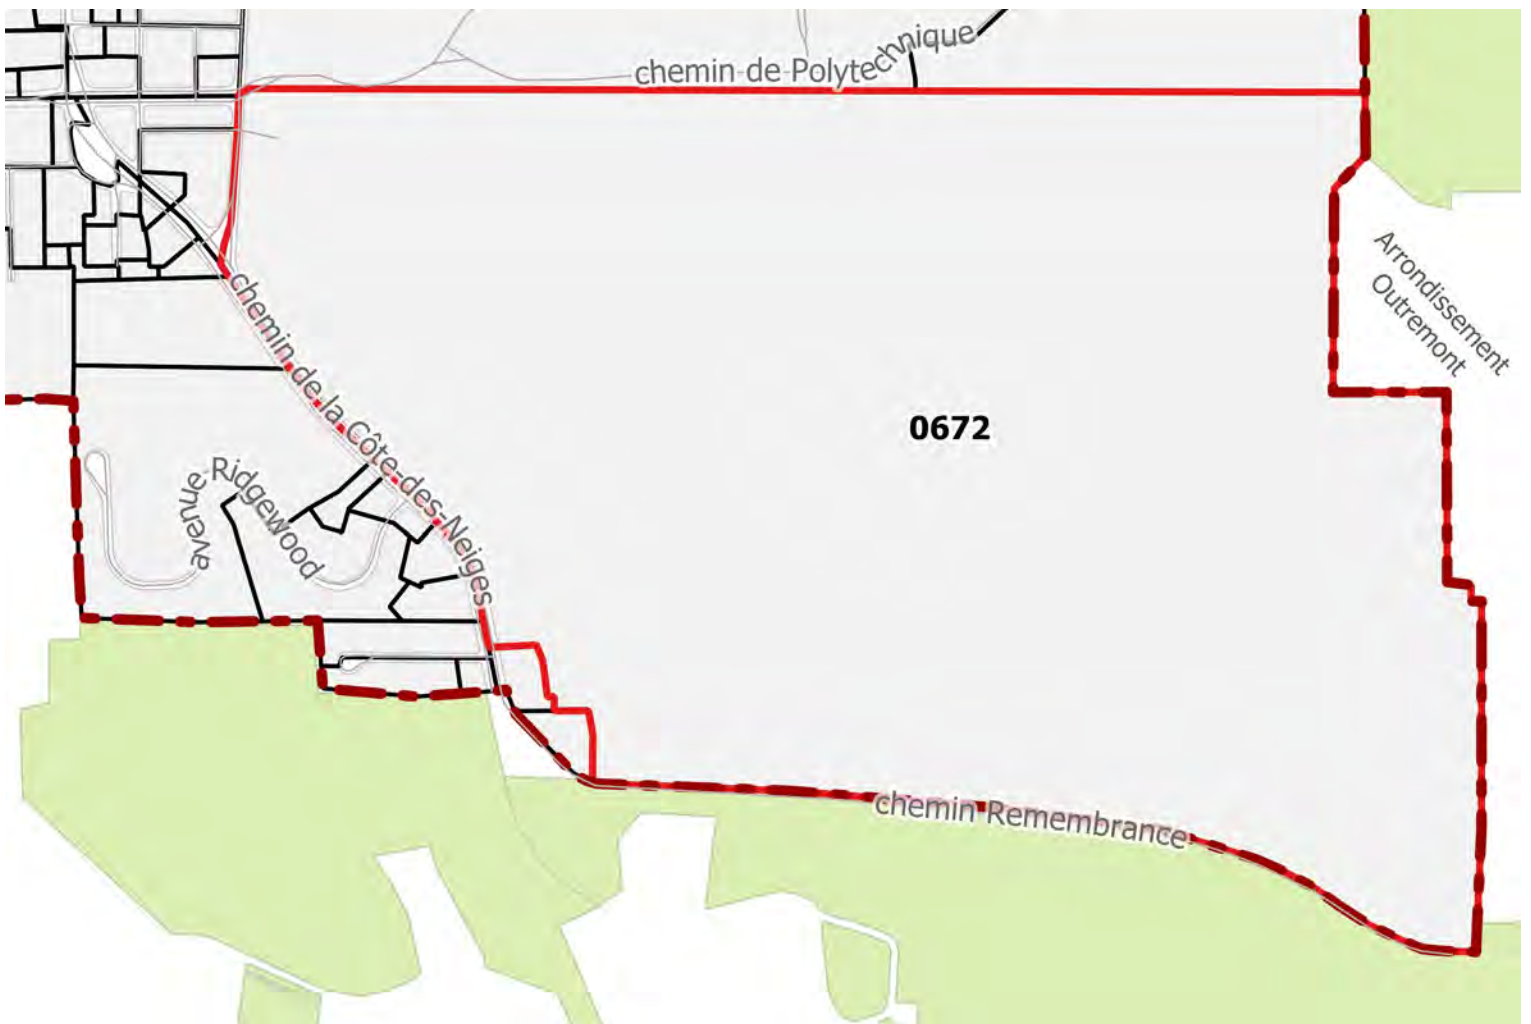 chemin de Polytechnique
Arrondissement
Outremont
chemin de la Côte-des-Neiges
0672
avenue Ridgewood
chemin Remembrance